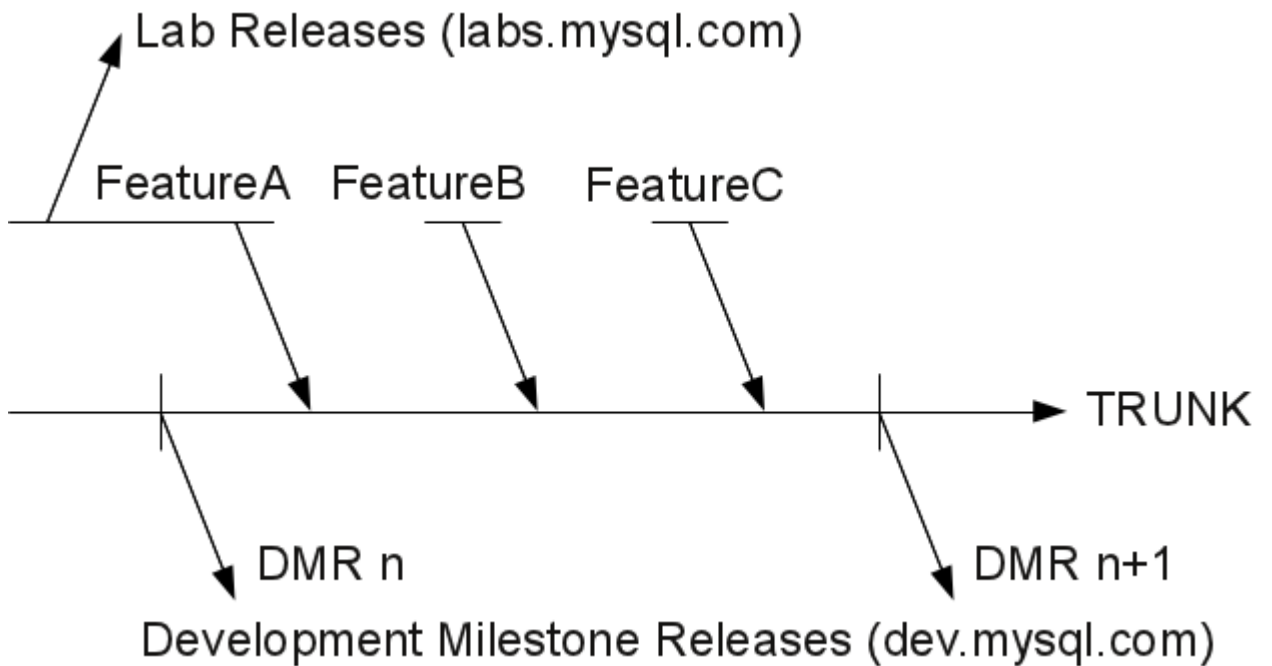 Lab Releases (labs.mysql.com)
FeatureA FeatureB FeatureC
TRUNK
DMR n DMR n+1
Development Milestone Releases (dev.mysql.com)